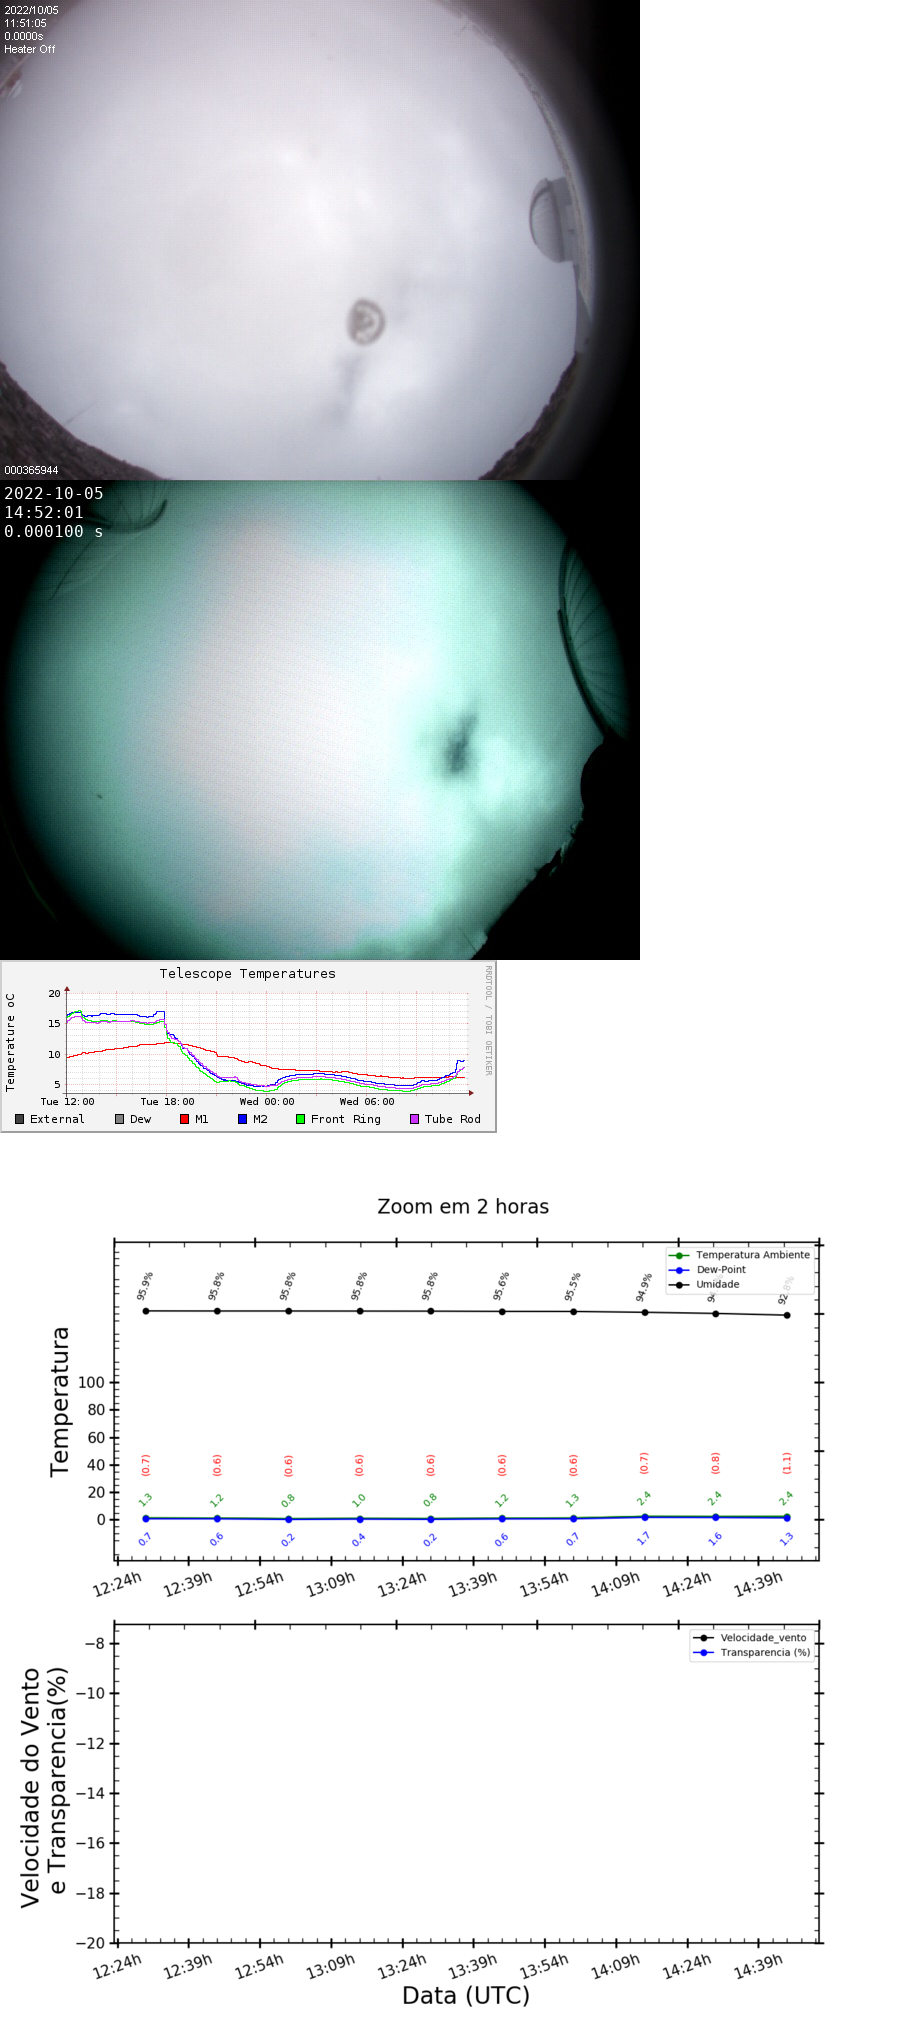 2022/10/05
11:51:05
0.0000s
Heater Off
000365944
2022-10-05
14:52:01
0.000100 s
Telescope Temperatures
RRDTOOL / TOBI OETIKER
Temperature oC
20
15
10
5
Tue 12:00 Tue 18:00 Wed 00:00 Wed 06:00
External Dew M1 M2 Front Ring Tube Rod
Zoom em 2 horas
Temperatura Ambiente
Dew-Point
Umidade
95.9% 95.8% 95.8% 95.8% 95.8% 95.6% 95.5% 94.9%
Temperatura
100
80
60
40
20
0
(0.7) (0.6) (0.6) (0.6) (0.6) (0.6) (0.6) (0.7) (0.8) (1.1)
1.3 1.2 0.8 1.0 0.8 1.2 1.3 2.4 2.4 2.4
0.7 0.6 0.2 0.4 0.2 0.6 0.7 1.7 1.6 1.3
12:24h 12:39h 12:54h 13:09h 13:24h 13:39h 13:54h 14:09h 14:24h 14:39h
Velocidade_vento
Transparencia (%)
Velocidade do Vento
e Transparencia(%)
−8
−10
−12
−14
−16
−18
−20
12:24h 12:39h 12:54h 13:09h 13:24h 13:39h 13:54h 14:09h 14:24h 14:39h
Data (UTC)